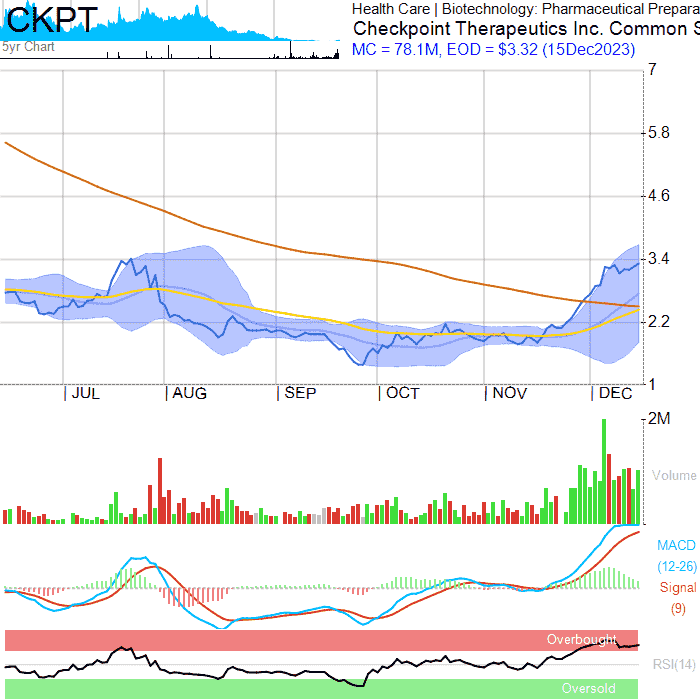 CKPT
5yr Chart
Health Care | Biotechnology: Pharmaceutical Prepara
Checkpoint Therapeutics Inc. Common S
MC = 78.1M, EOD = $3.32 (15Dec2023)
7
5.8
4.6
3.4
2.2
1
JUL AUG SEP OCT NOV DEC
2M
Volume
MACD
(12-26)
Signal
(9)
Overbought
RSI(14)
Oversold